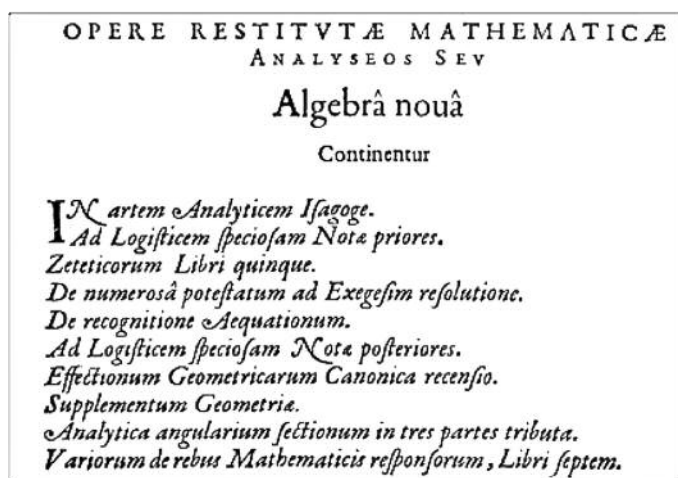 OPERE RESTITVTÆ MATHEMATICÆ
ANALYSEOS SEV
Algebrâ nouâ
Continentur
IN artem Analyticem Iſagoge.
Ad Logiſticem ſpecioſam Notæ priores.
Zeteticorum Libri quinque.
De numerosâ poteſtatum ad Exegeſim reſolutione.
De recognitione Aequationum.
Ad Logiſticem ſpecioſam Notæ poſteriores.
Effectionum Geometricarum Canonica recenſio.
Supplementum Geometriæ.
Analytica angularium ſectionum in tres partes tributa.
Variorum de rebus Mathematicis reſponſorum, Libri ſeptem.